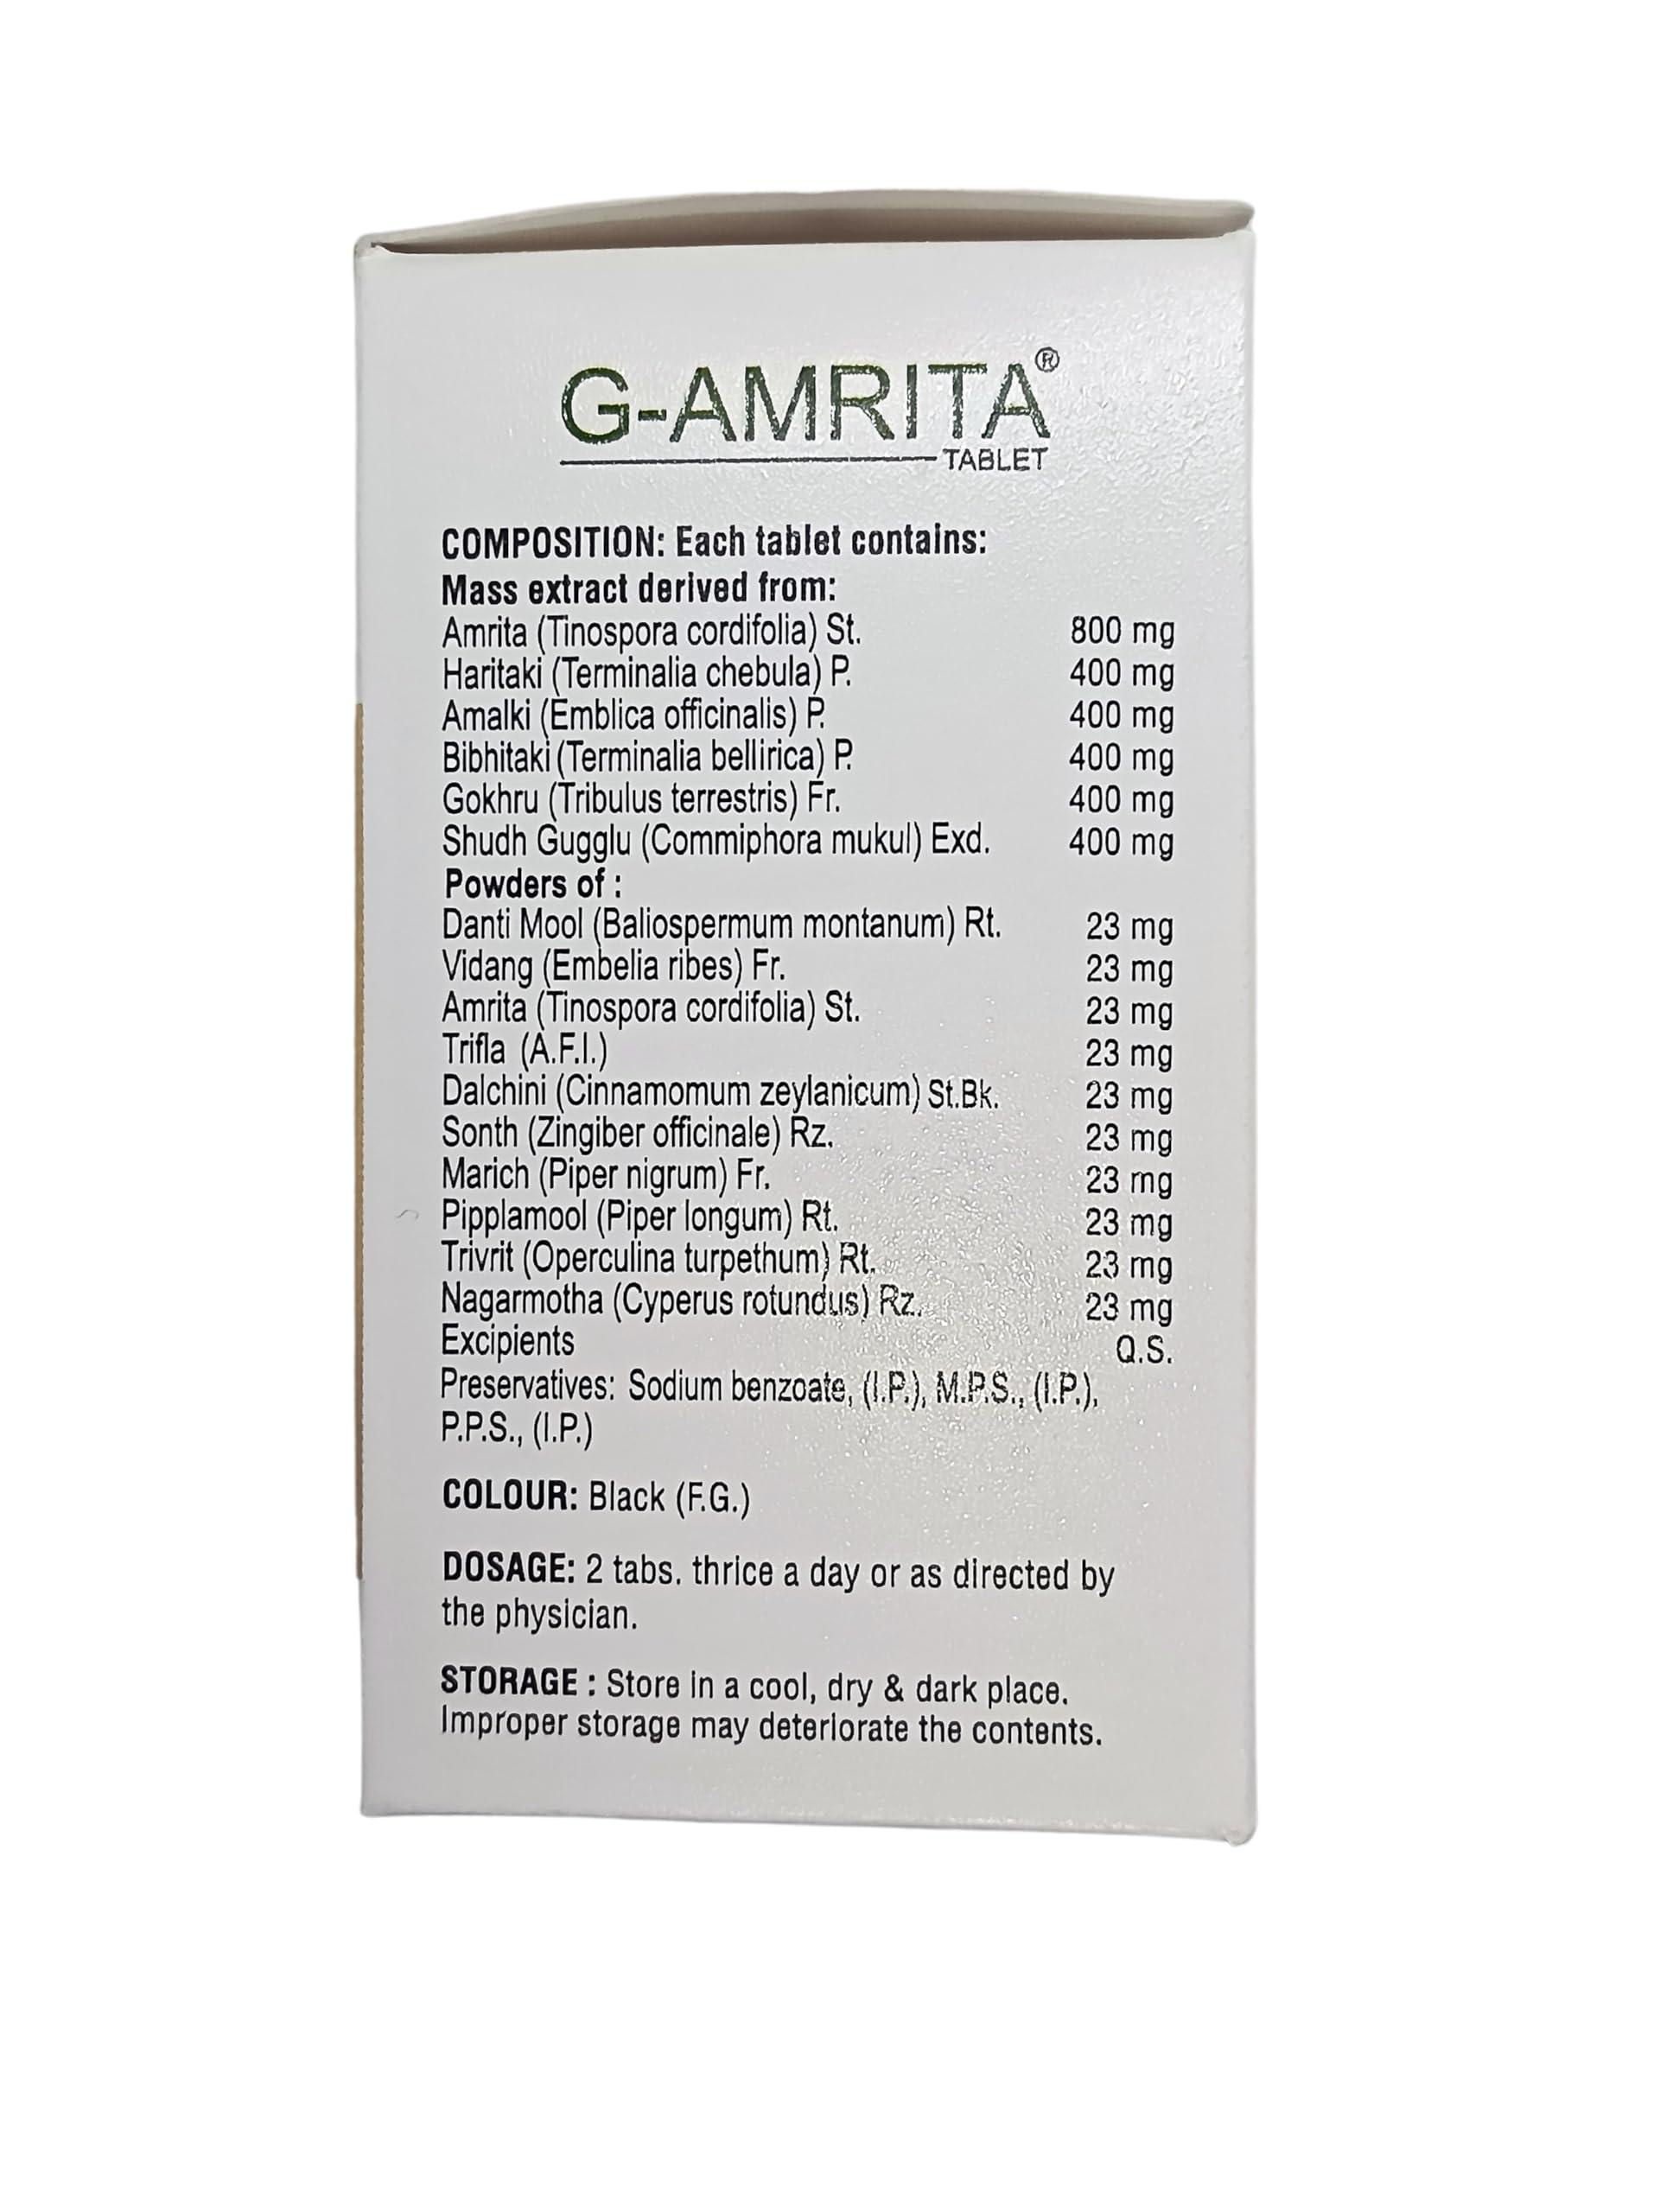 G-AMRITA®
TABLET
COMPOSITION: Each tablet contains:
Mass extract derived from:
Amrita (Tinospora cordifolia) St. 800 mg
Haritaki (Terminalia chebula) P. 400 mg
Amalki (Emblica officinalis) P. 400 mg
Bibhitaki (Terminalia bellirica) P. 400 mg
Gokhru (Tribulus terrestris) Fr. 400 mg
Shudh Gugglu (Commiphora mukul) Exd. 400 mg
Powders of :
Danti Mool (Baliospermum montanum) Rt. 23 mg
Vidang (Embelia ribes) Fr. 23 mg
Amrita (Tinospora cordifolia) St. 23 mg
Trifla (A.F.I.) 23 mg
Dalchini (Cinnamomum zeylanicum) St.Bk. 23 mg
Sonth (Zingiber officinale) Rz. 23 mg
Marich (Piper nigrum) Fr. 23 mg
Pipplamool (Piper longum) Rt. 23 mg
Trivrit (Operculina turpethum) Rt. 23 mg
Nagarmotha (Cyperus rotundus) Rz. 23 mg
Excipients Q.S.
Preservatives: Sodium benzoate, (I.P.), M.P.S., (I.P.),
P.P.S., (I.P.)
COLOUR: Black (F.G.)
DOSAGE: 2 tabs. thrice a day or as directed by
the physician.
STORAGE : Store in a cool, dry & dark place.
Improper storage may deteriorate the contents.